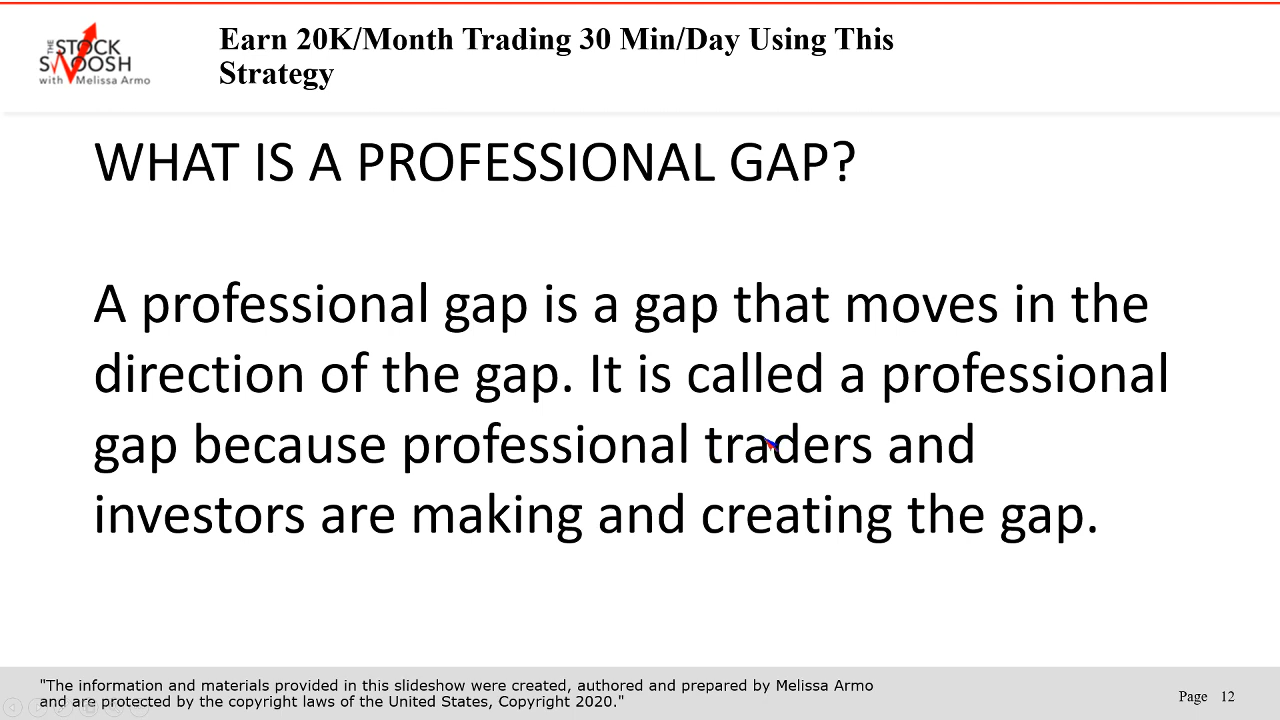 THE
STOCK
SWOOSH
with Melissa Armo
Earn 20K/Month Trading 30 Min/Day Using This
Strategy
WHAT IS A PROFESSIONAL GAP?
A professional gap is a gap that moves in the
direction of the gap. It is called a professional
gap because professional traders and
investors are making and creating the gap.
"The information and materials provided in this slideshow were created, authored and prepared by Melissa Armo
and are protected by the copyright laws of the United States, Copyright 2020."
Page 12